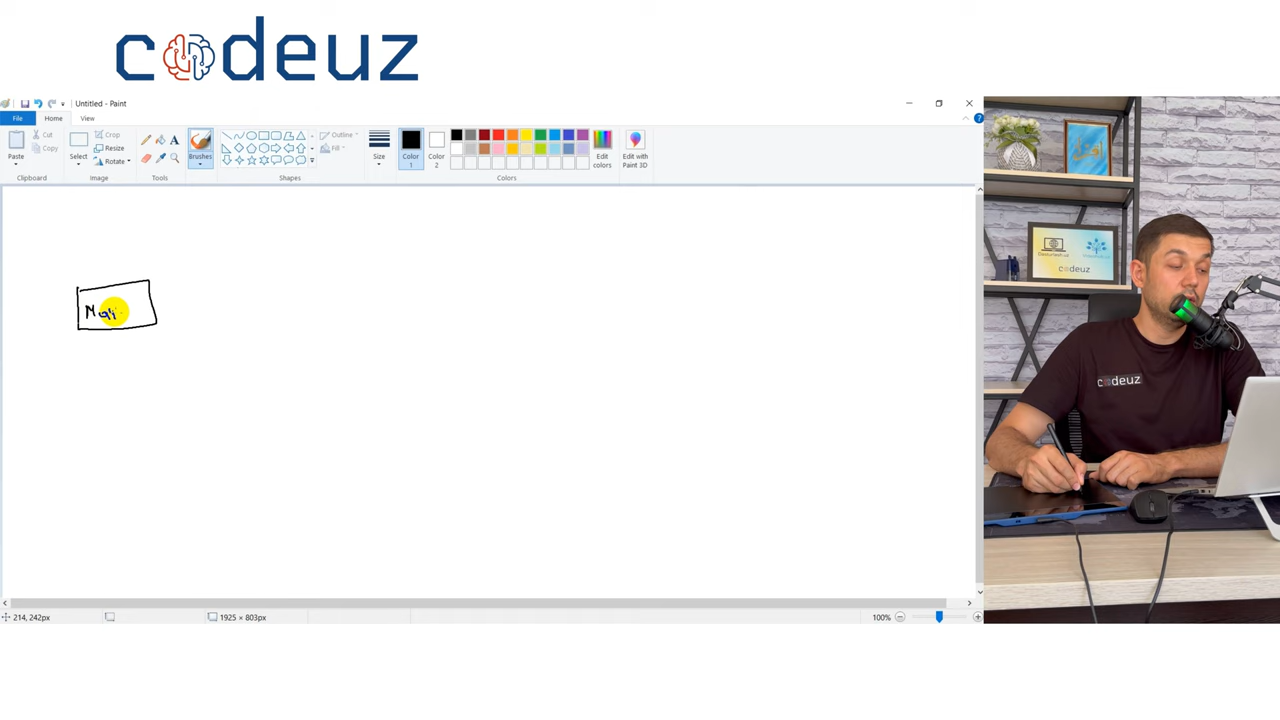 codeuz
Untitled - Paint
File
Home
View
Cut
Copy
Paste
Clipboard
Crop
Resize
Rotate
Select
Image
Tools
Brushes
Shapes
Outline
Fill
Size
Color 1
Color 2
Edit colors
Colors
Edit with Paint 3D
214, 242px
1925 × 803px
100%
codeuz
codeuz